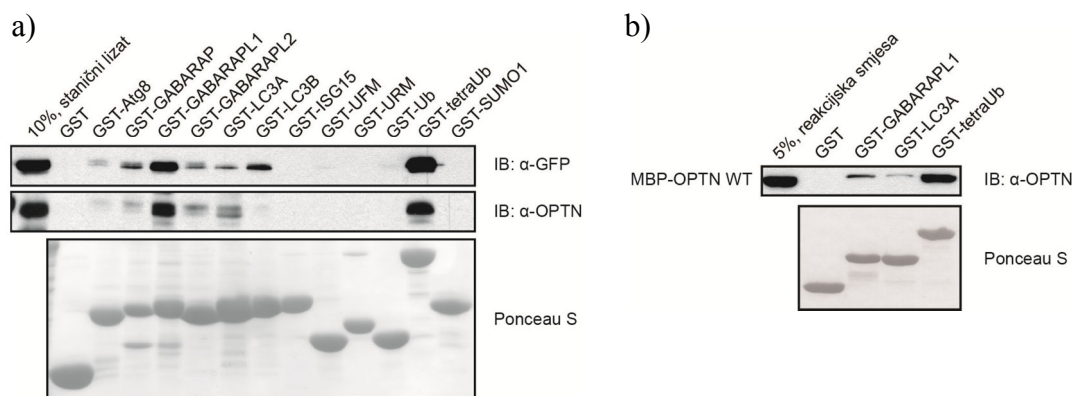 a)
10%, stanični lizat
GST
GST-Atg8
GST-GABARAP
GST-GABARAPL1
GST-GABARAPL2
GST-LC3A
GST-LC3B
GST-ISG15
GST-UFM
GST-URM
GST-Ub
GST-tetraUb
GST-SUMO1
IB: α-GFP
IB: α-OPTN
Ponceau S
b)
5%, reakcijska smjesa
GST
GST-GABARAPL1
GST-LC3A
GST-tetraUb
MBP-OPTN WT
IB: α-OPTN
Ponceau S